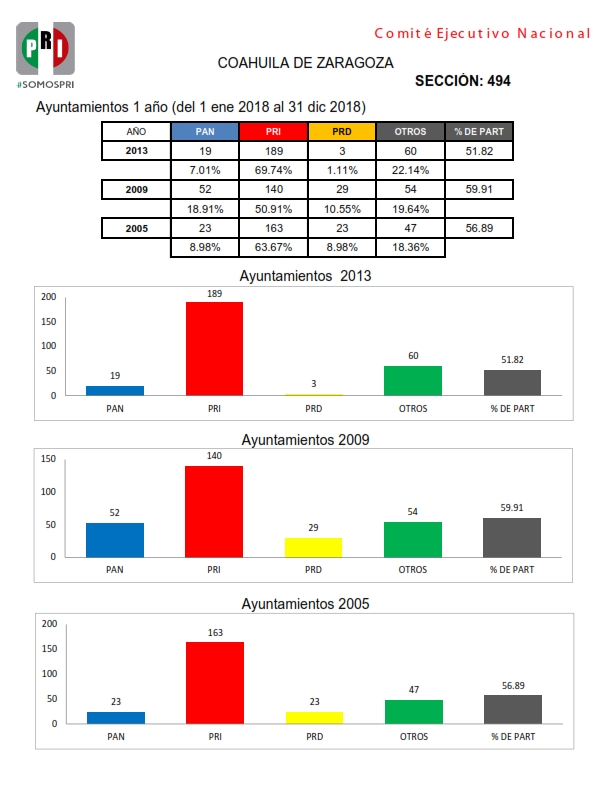 Comité Ejecutivo Nacional
PRI
#SOMOSPRI
COAHUILA DE ZARAGOZA
SECCIÓN: 494
Ayuntamientos 1 año (del 1 ene 2018 al 31 dic 2018)
AÑO PAN PRI PRD OTROS % DE PART
2013 19 189 3 60 51.82
7.01% 69.74% 1.11% 22.14%
2009 52 140 29 54 59.91
18.91% 50.91% 10.55% 19.64%
2005 23 163 23 47 56.89
8.98% 63.67% 8.98% 18.36%
Ayuntamientos 2013
200
150
100
50
0
19 189 3 60 51.82
PAN PRI PRD OTROS % DE PART
Ayuntamientos 2009
150
100
50
0
52 140 29 54 59.91
PAN PRI PRD OTROS % DE PART
Ayuntamientos 2005
200
150
100
50
0
23 163 23 47 56.89
PAN PRI PRD OTROS % DE PART